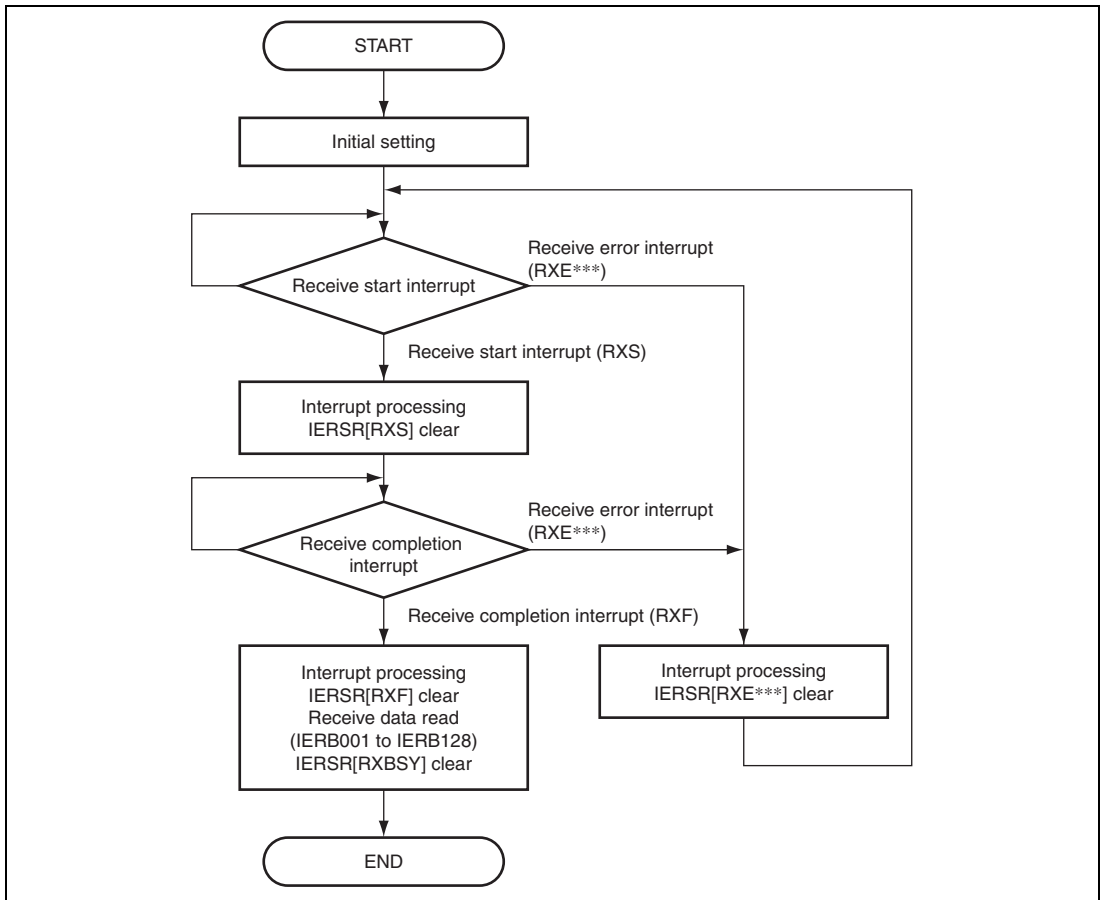 START
Initial setting
Receive error interrupt
(RXE***)
Receive start interrupt
Receive start interrupt (RXS)
Interrupt processing
IERSR[RXS] clear
Receive error interrupt
(RXE***)
Receive completion
interrupt
Receive completion interrupt (RXF)
Interrupt processing
IERSR[RXF] clear
Receive data read
(IERB001 to IERB128)
IERSR[RXBSY] clear
Interrupt processing
IERSR[RXE***] clear
END